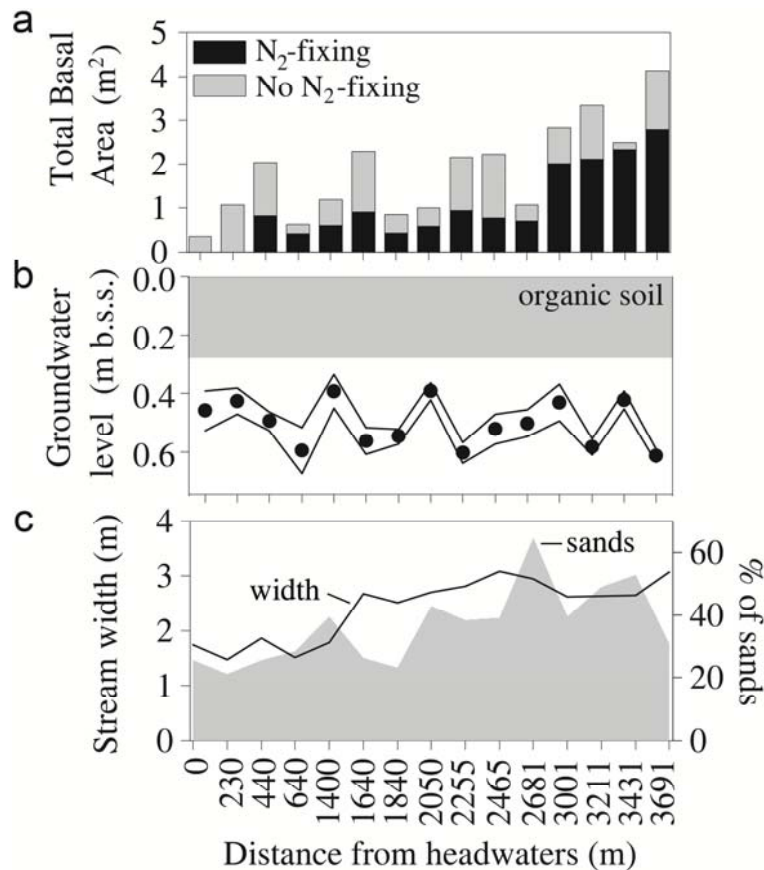 a
Total Basal
Area (m²)
5
4
3
2
1
0
N₂-fixing
No N₂-fixing
b
Groundwater
level (m b.s.s.)
0.0
0.2
0.4
0.6
organic soil
c
Stream width (m)
4
3
2
1
0
width
sands
60
40
20
0
% of sands
0
230
440
640
1400
1640
1840
2050
2255
2465
2681
3001
3211
3431
3691
Distance from headwaters (m)